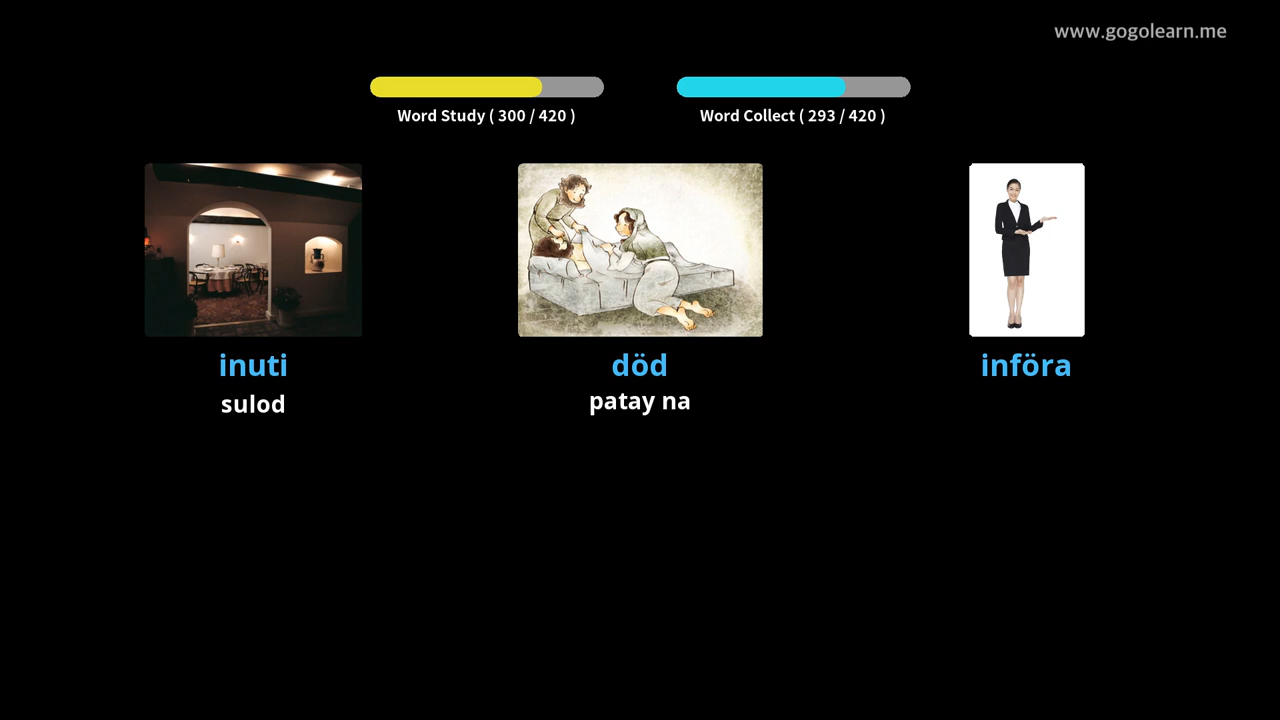 www.gogolearn.me
Word Study ( 300 / 420 )
Word Collect ( 293 / 420 )
inuti
död
införa
sulod
patay na